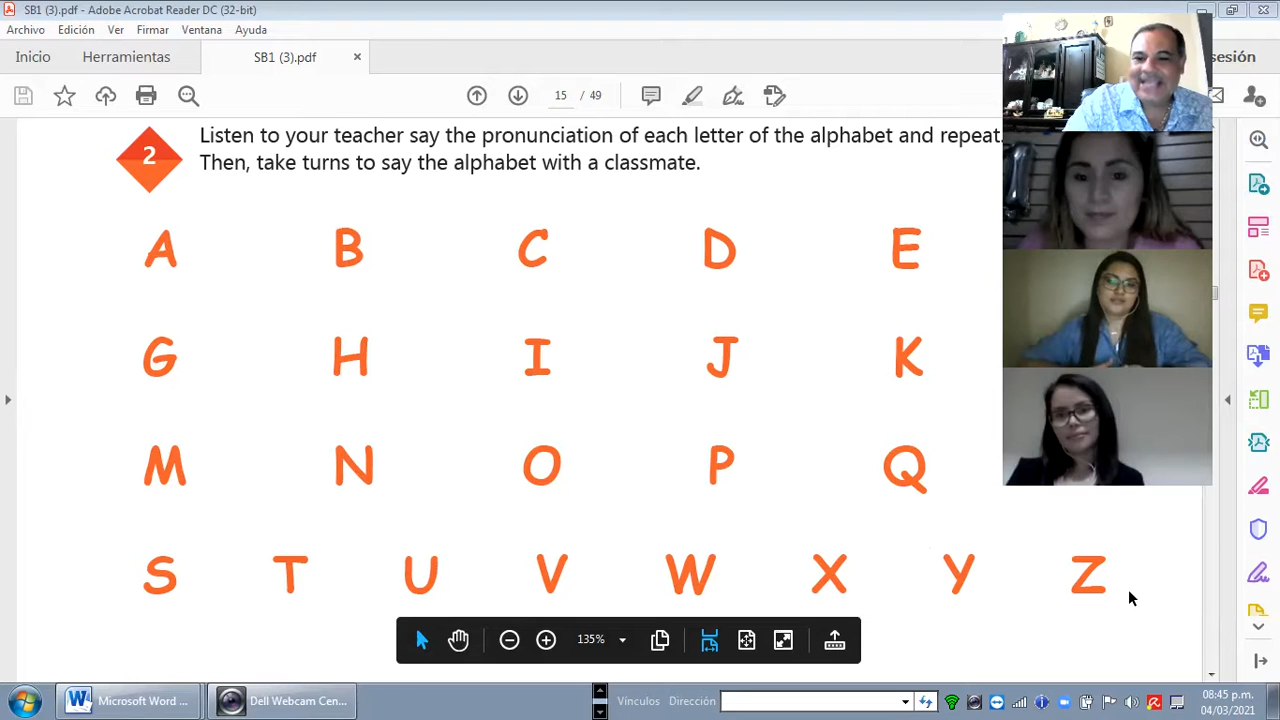 SB1 (3).pdf - Adobe Acrobat Reader DC (32-bit)
Archivo Edición Ver Firmar Ventana Ayuda
Inicio Herramientas SB1 (3).pdf × sesión
15 / 49
2 Listen to your teacher say the pronunciation of each letter of the alphabet and repeat.
Then, take turns to say the alphabet with a classmate.
A B C D E
G H I J K
M N O P Q
S T U V W X Y Z
135%
Microsoft Word ... Dell Webcam Cen... Vínculos Dirección 08:45 p.m.
04/03/2021